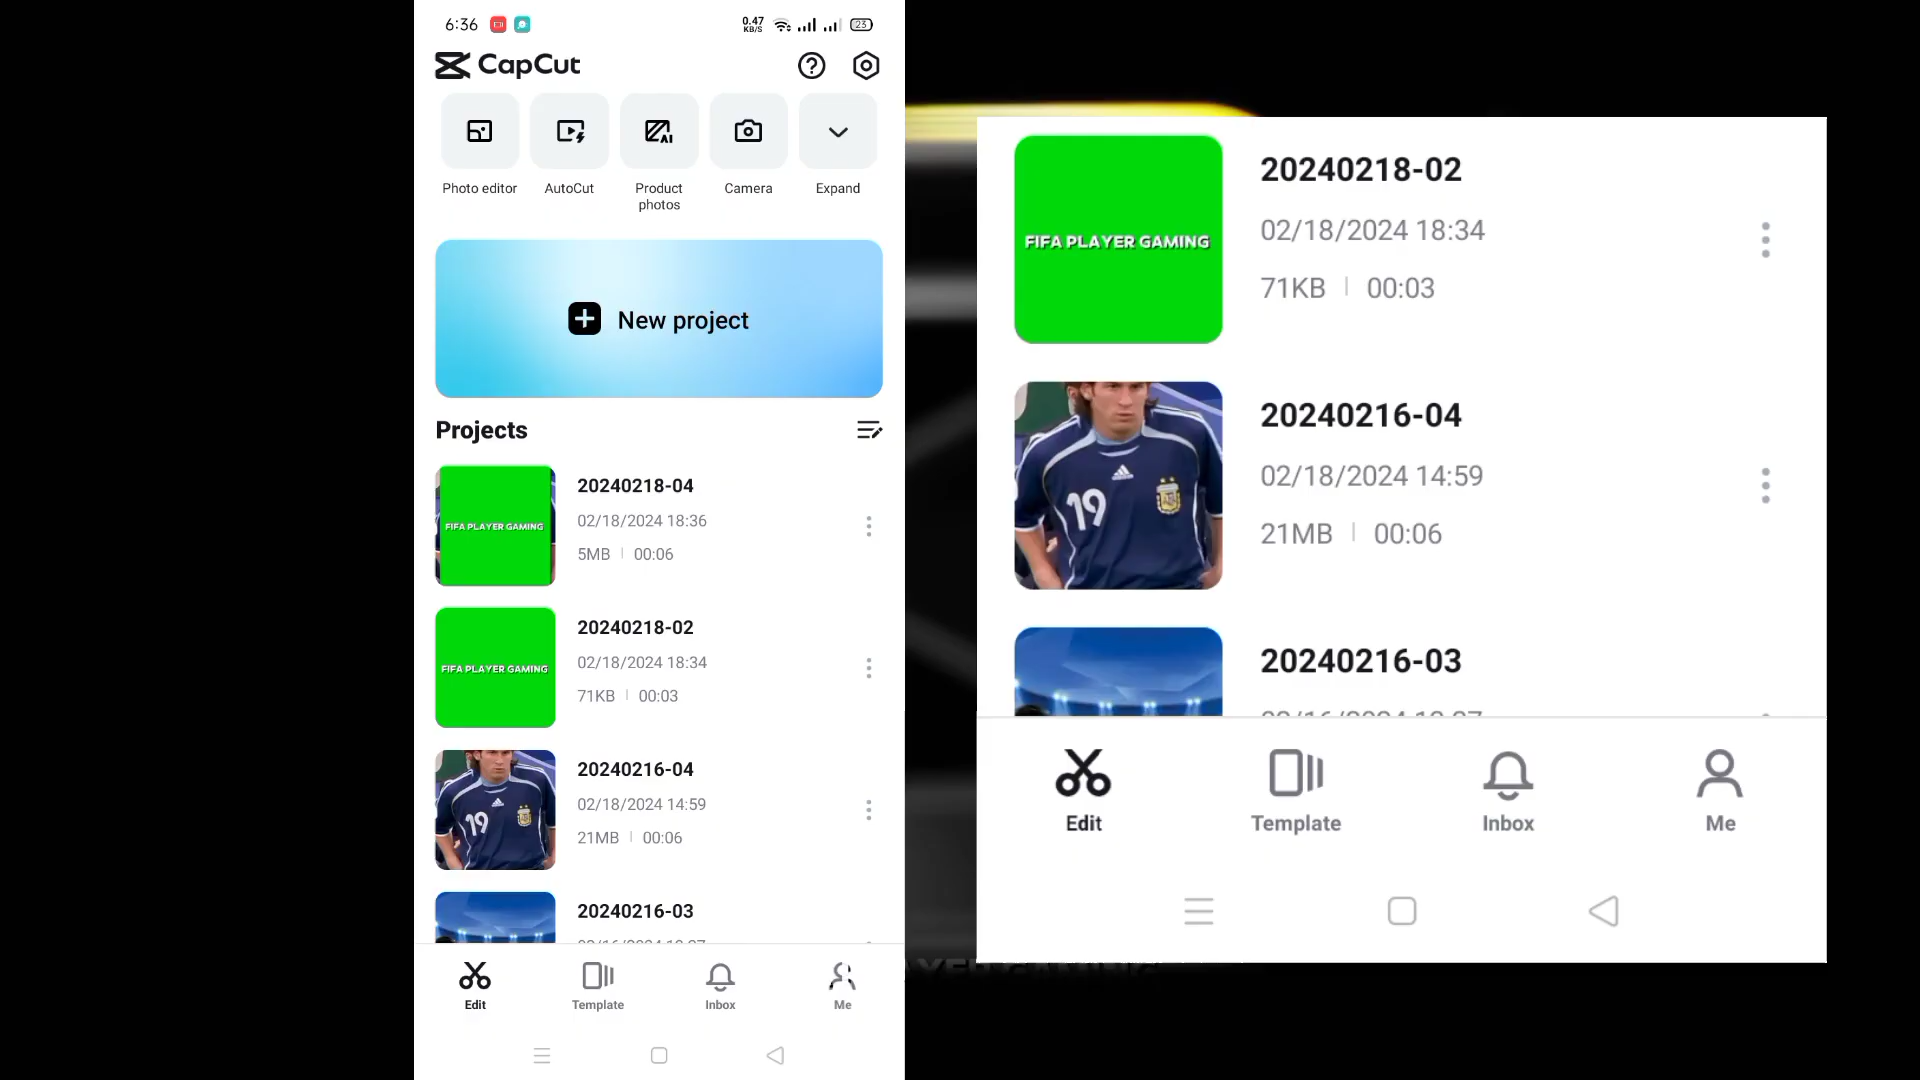 6:36
0.47
KB/S
23
CapCut
Photo editor
AutoCut
Product
photos
Camera
Expand
New project
Projects
FIFA PLAYER GAMING
20240218-04
02/18/2024 18:36
5MB
00:06
FIFA PLAYER GAMING
20240218-02
02/18/2024 18:34
71KB
00:03
19
20240216-04
02/18/2024 14:59
21MB
00:06
20240216-03
Edit
Template
Inbox
Me
FIFA PLAYER GAMING
20240218-02
02/18/2024 18:34
71KB
00:03
19
20240216-04
02/18/2024 14:59
21MB
00:06
20240216-03
Edit
Template
Inbox
Me